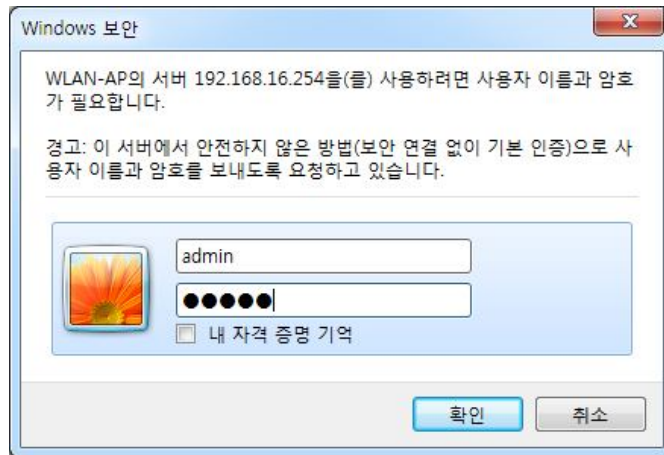 Windows 보안
WLAN-AP의 서버 192.168.16.254을(를) 사용하려면 사용자 이름과 암호
가 필요합니다.
경고: 이 서버에서 안전하지 않은 방법(보안 연결 없이 기본 인증)으로 사
용자 이름과 암호를 보내도록 요청하고 있습니다.
admin
●●●●●
내 자격 증명 기억
확인
취소